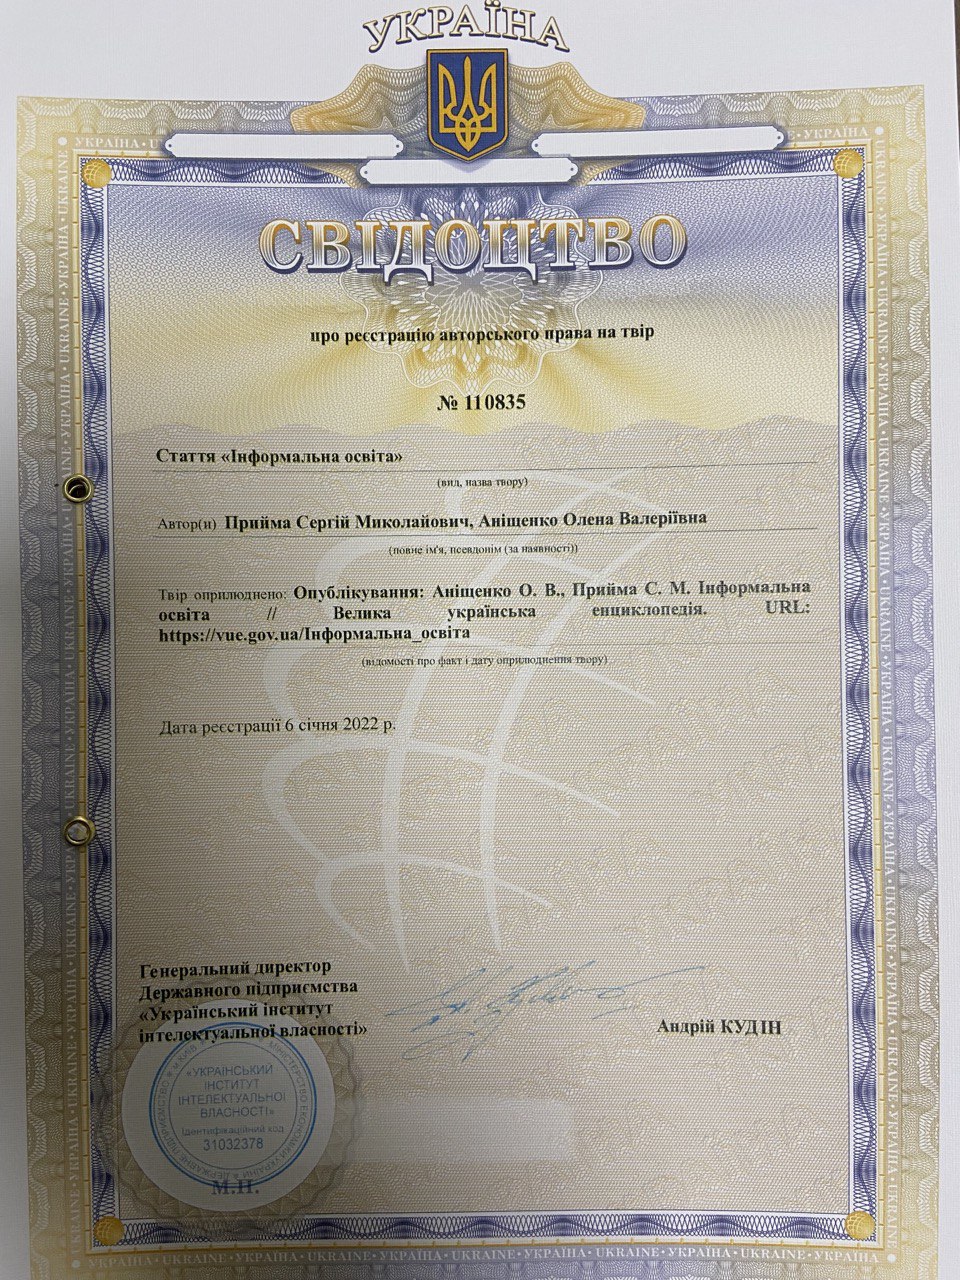 УКРАЇНА
СВІДОЦТВО
про реєстрацію авторського права на твір
№ 110835
Стаття «Інформальна освіта»
(вид, назва твору)
Автор(и) Прийма Сергій Миколайович, Аніщенко Олена Валеріївна
(повне ім'я, псевдонім (за наявності))
Твір оприлюднено: Опублікування: Аніщенко О. В., Прийма С. М. Інформальна
освіта // Велика українська енциклопедія. URL:
https://vue.gov.ua/Інформальна_освіта
(відомості про факт і дату оприлюднення твору)
Дата реєстрації 6 січня 2022 р.
Генеральний директор
Державного підприємства
«Український інститут
інтелектуальної власності»
Андрій КУДІН
«УКРАЇНСЬКИЙ
ІНСТИТУТ
ІНТЕЛЕКТУАЛЬНОЇ
ВЛАСНОСТІ»
Ідентифікаційний код
31032378
М.П.